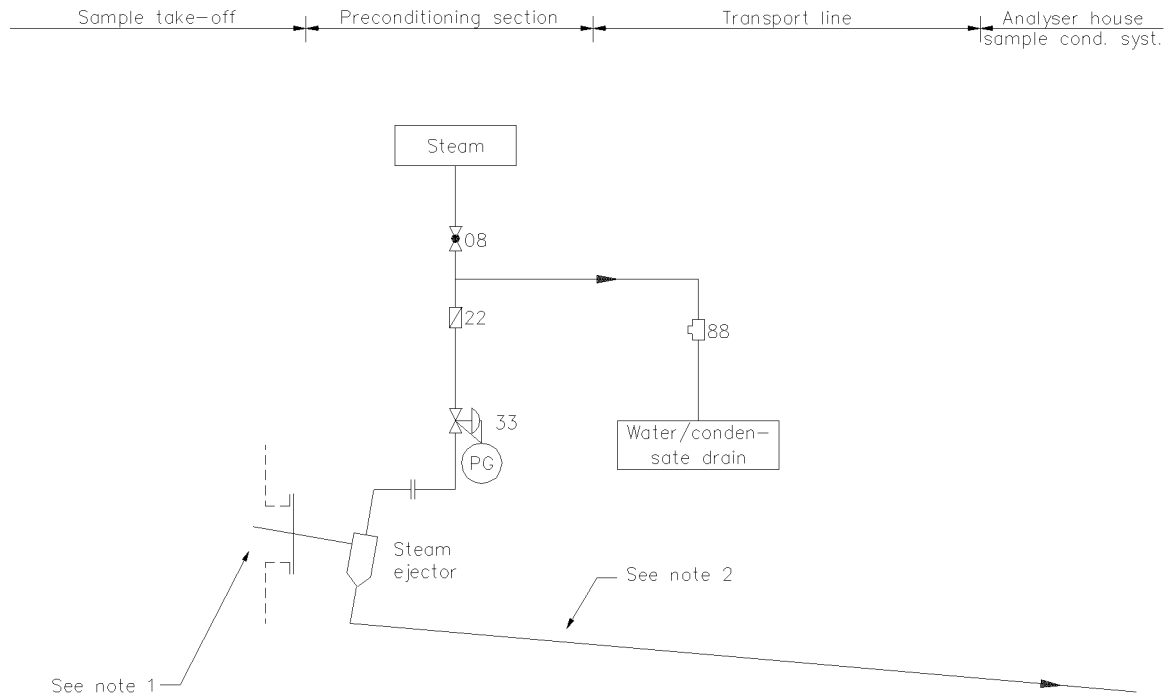 Sample take-off
Preconditioning section
Transport line
Analyser house
sample cond. syst.
Steam
08
22
88
33
Water/conden-
sate drain
PG
Steam
ejector
See note 2
See note 1